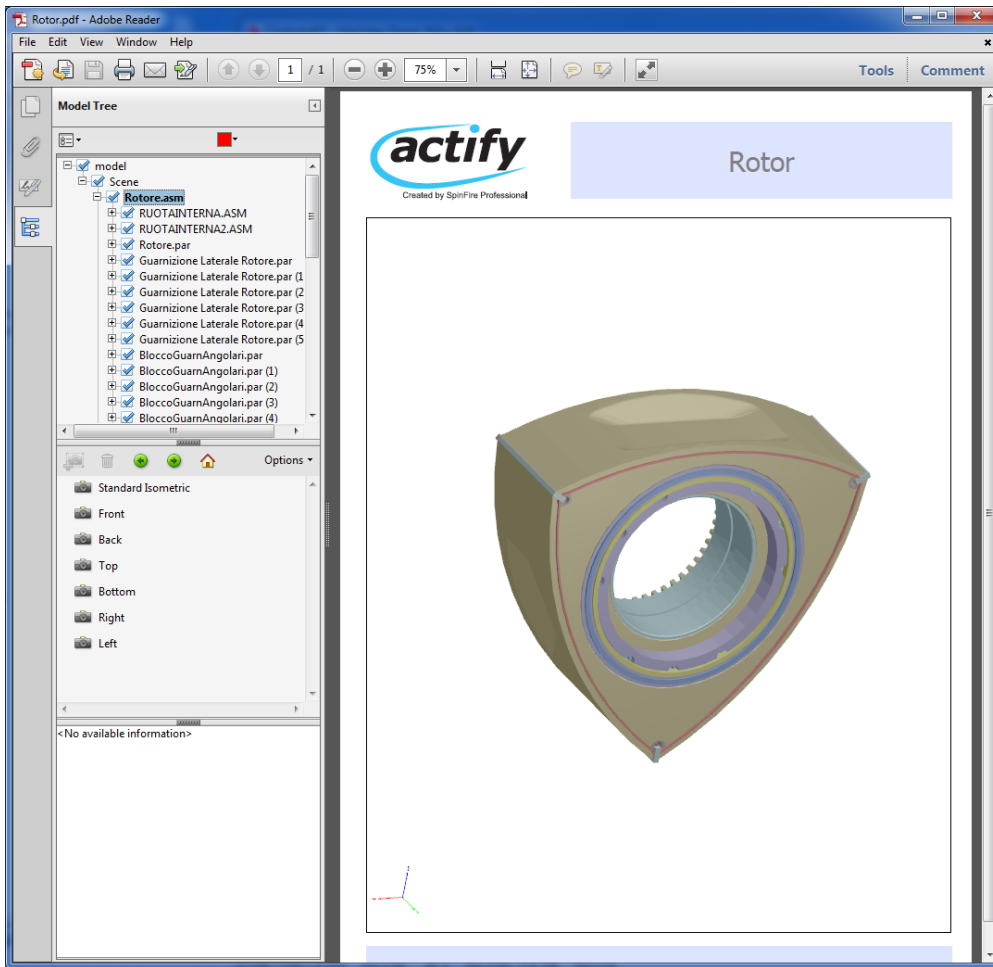 Rotor.pdf - Adobe Reader
File Edit View Window Help
1 / 1 75% Tools Comment
Model Tree
model
Scene
Rotore.asm
RUOTAINTERNA.ASM
RUOTAINTERNA2.ASM
Rotore.par
Guarnizione Laterale Rotore.par
Guarnizione Laterale Rotore.par (1
Guarnizione Laterale Rotore.par (2
Guarnizione Laterale Rotore.par (3
Guarnizione Laterale Rotore.par (4
Guarnizione Laterale Rotore.par (5
BloccoGuarnAngolari.par
BloccoGuarnAngolari.par (1)
BloccoGuarnAngolari.par (2)
BloccoGuarnAngolari.par (3)
BloccoGuarnAngolari.par (4)
Options
Standard Isometric
Front
Back
Top
Bottom
Right
Left
<No available information>
actify
Created by SpinFire Professional
Rotor